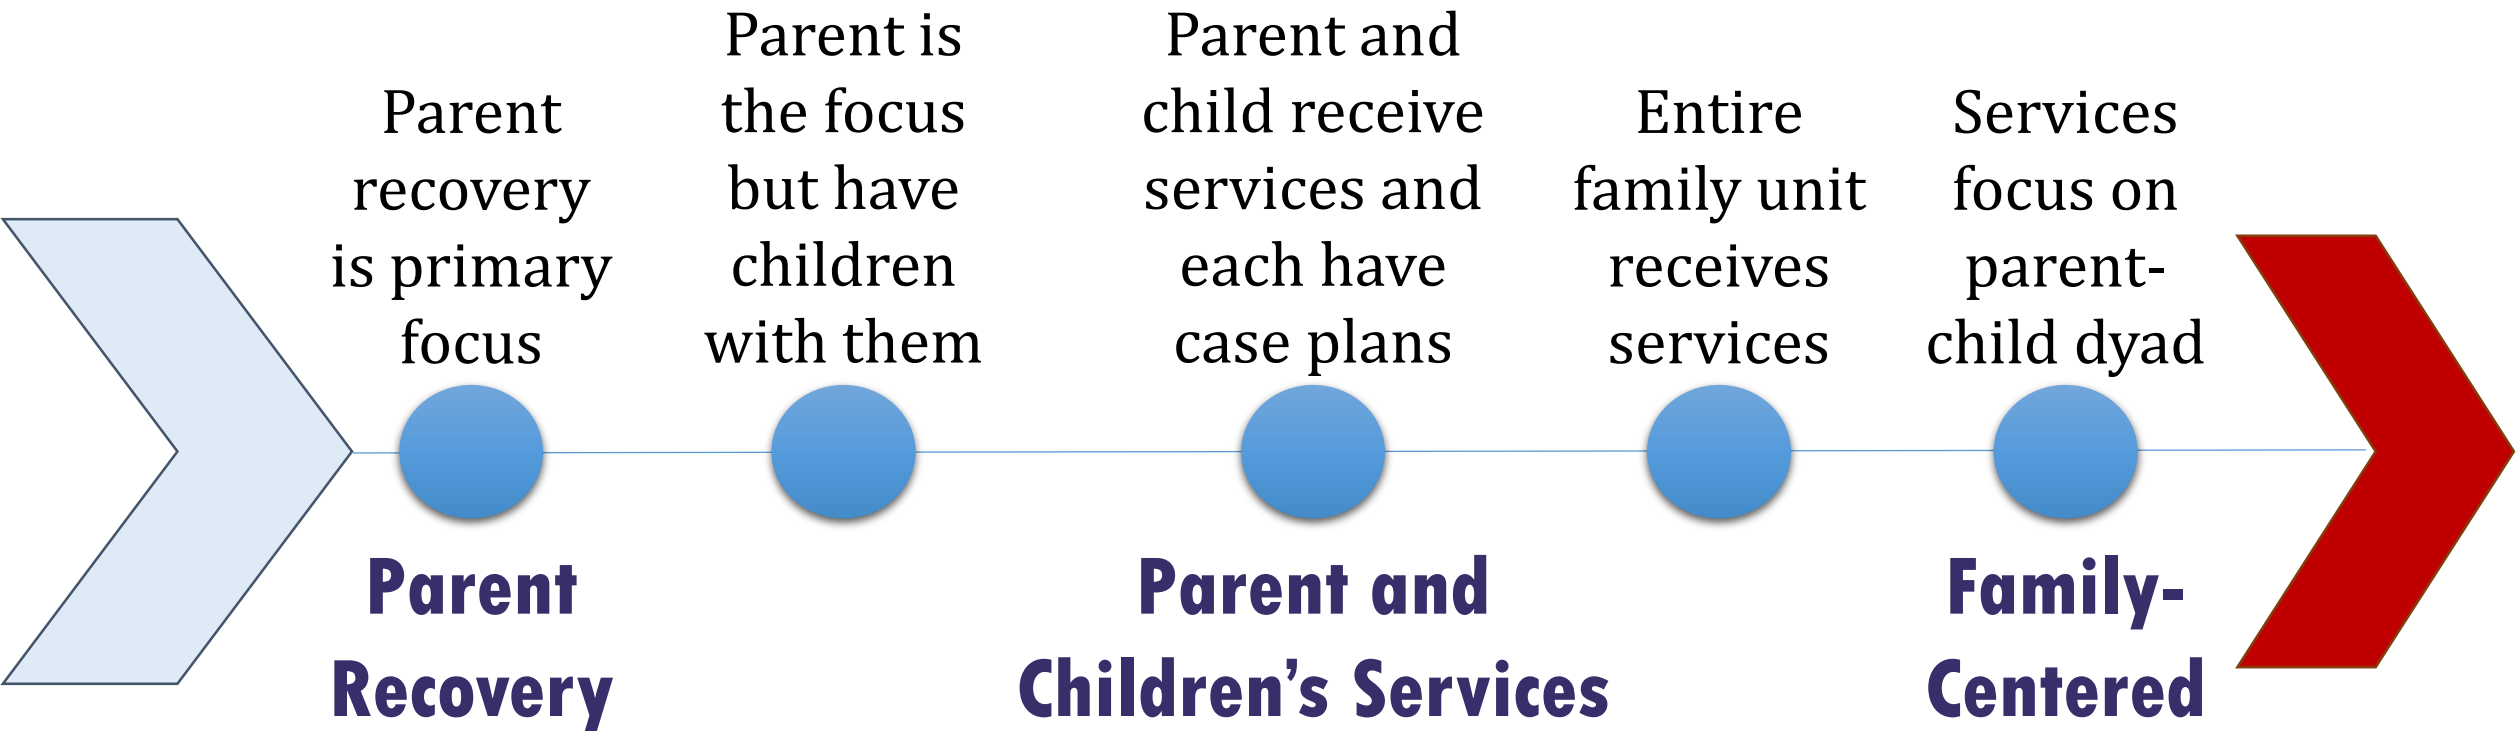 Parent
recovery
is primary
focus
Parent is
the focus
but have
children
with them
Parent and
child receive
services and
each have
case plans
Entire
family unit
receives
services
Services
focus on
parent-
child dyad
Parent
Recovery
Parent and
Children’s Services
Family-
Centered